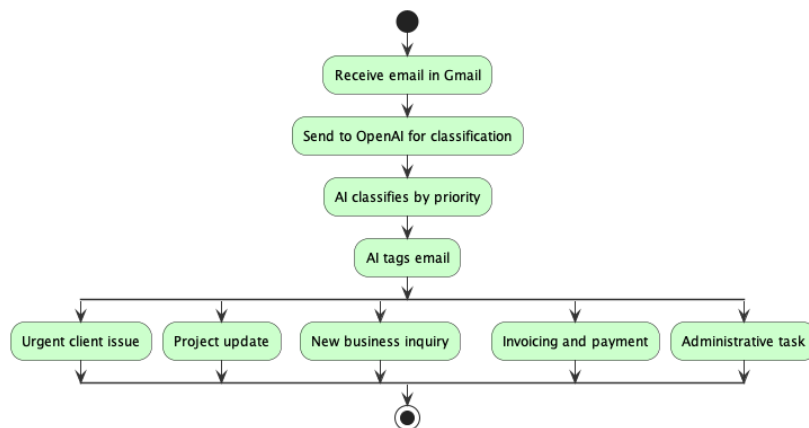 Receive email in Gmail
Send to OpenAI for classification
AI classifies by priority
AI tags email
Urgent client issue
Project update
New business inquiry
Invoicing and payment
Administrative task